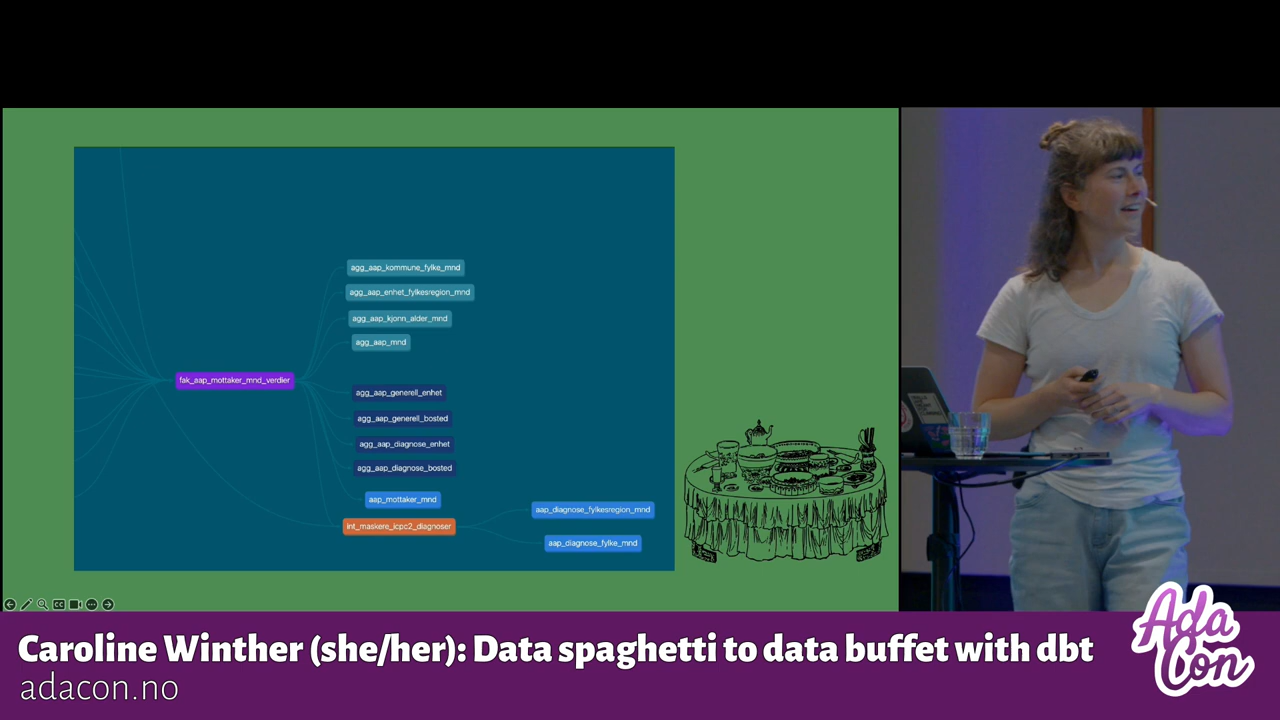 agg_aap_kommune_fylke_mnd
agg_aap_enhet_fylkesregion_mnd
agg_aap_kjonn_alder_mnd
agg_aap_mnd
fak_aap_mottaker_mnd_verdier
agg_aap_generell_enhet
agg_aap_generell_bosted
agg_aap_diagnose_enhet
agg_aap_diagnose_bosted
aap_mottaker_mnd
int_maskere_icpc2_diagnoser
aap_diagnose_fylkesregion_mnd
aap_diagnose_fylke_mnd
Caroline Winther (she/her): Data spaghetti to data buffet with dbt
adacon.no
Ada
Con